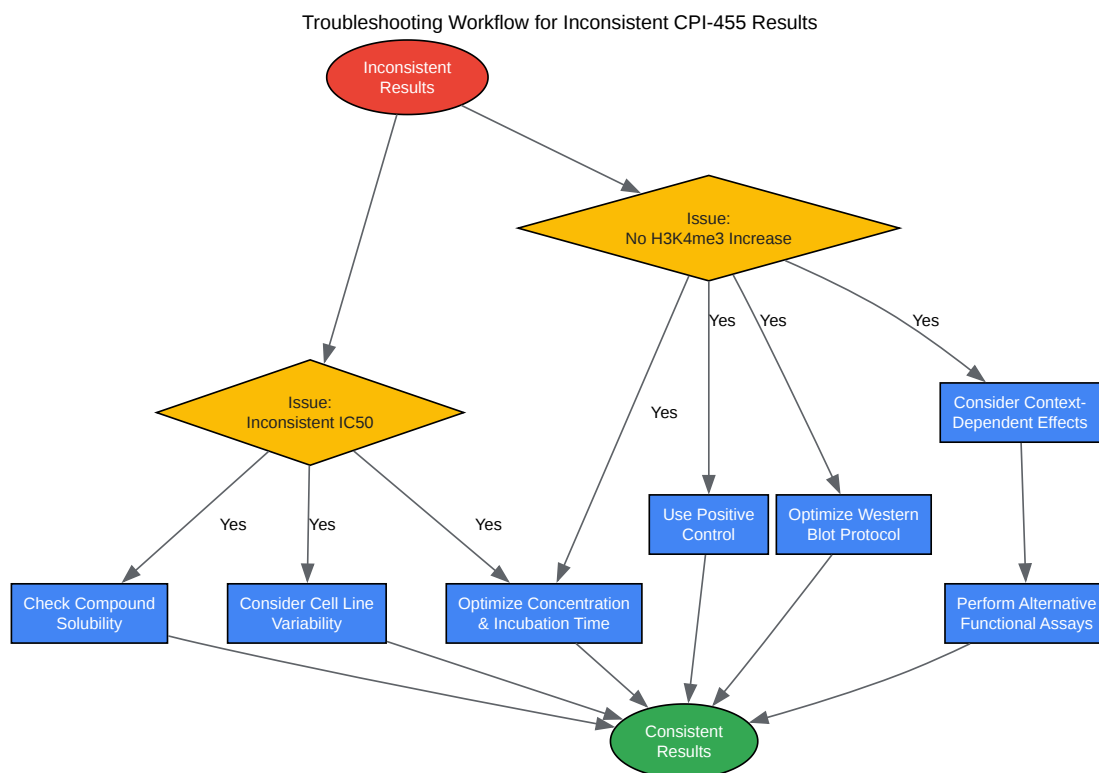 Troubleshooting Workflow for Inconsistent CPI-455 Results
Inconsistent
Results
Issue:
No H3K4me3 Increase
Yes
Yes
Yes
Issue:
Inconsistent IC50
Consider Context-
Dependent Effects
Yes
Yes
Yes
Yes
Use Positive
Control
Optimize Western
Blot Protocol
Check Compound
Solubility
Consider Cell Line
Variability
Optimize Concentration
& Incubation Time
Perform Alternative
Functional Assays
Consistent
Results